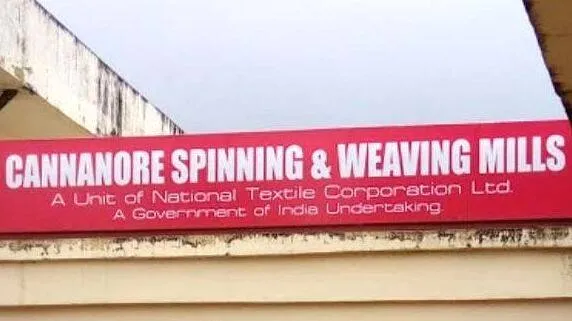 CANNANORE SPINNING & WEAVING MILLS
A Unit of National Textile Corporation Ltd.
A Government of India Undertaking.